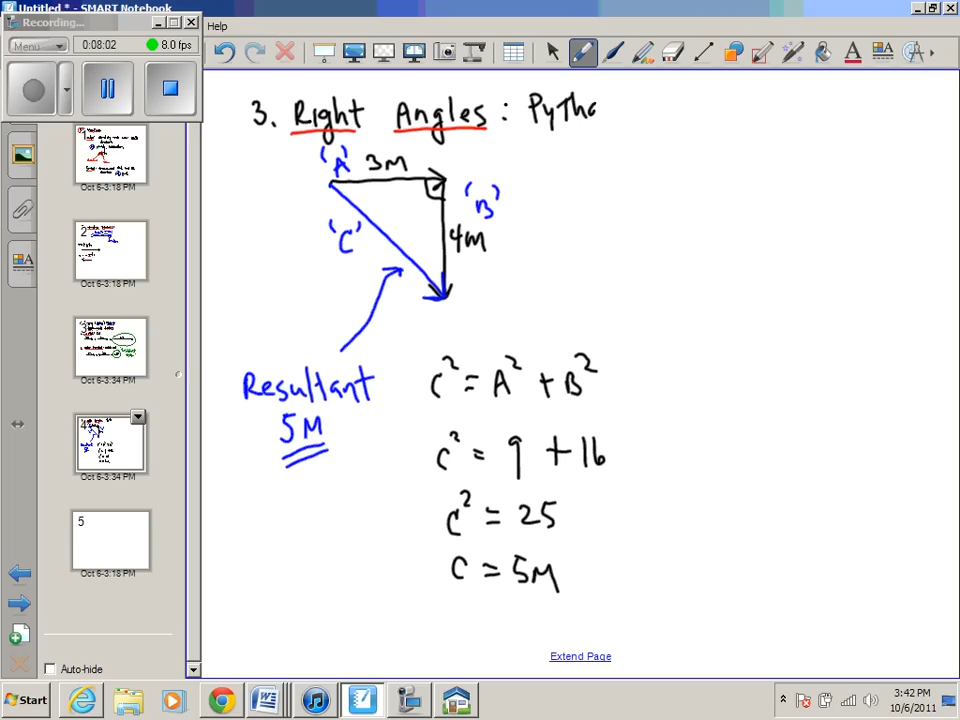 Untitled * - SMART Notebook
Recording...
Help
Menu
0:08:02
8.0 fps
3. Right Angles: Pytha
'A' 3M
'B'
'C'
4M
Resultant
5M
C² = A² + B²
C² = 9 + 16
C² = 25
C = 5M
Oct 6-3:18 PM
2
Oct 6-3:18 PM
Oct 6-3:34 PM
4
Oct 6-3:34 PM
5
Oct 6-3:34 PM
Auto-hide
Extend Page
Start
3:42 PM
10/6/2011